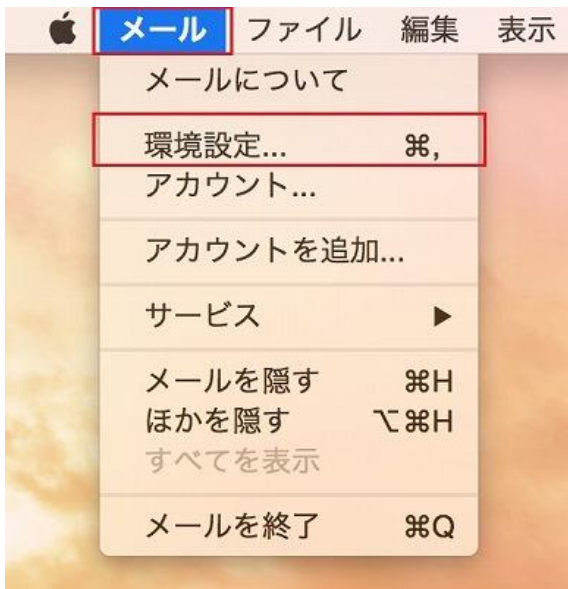 メール ファイル 編集 表示
メールについて
環境設定... ⌘,
アカウント...
アカウントを追加...
サービス ▶
メールを隠す ⌘H
ほかを隠す ⌥⌘H
すべてを表示
メールを終了 ⌘Q